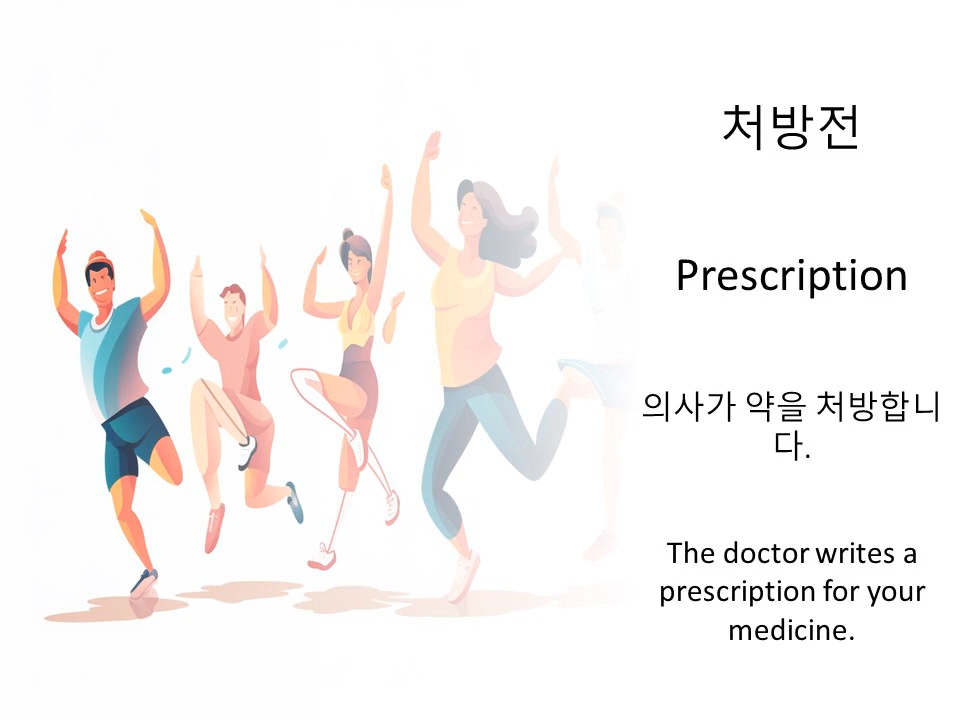 처방전
Prescription
의사가 약을 처방합니
다.
The doctor writes a
prescription for your
medicine.